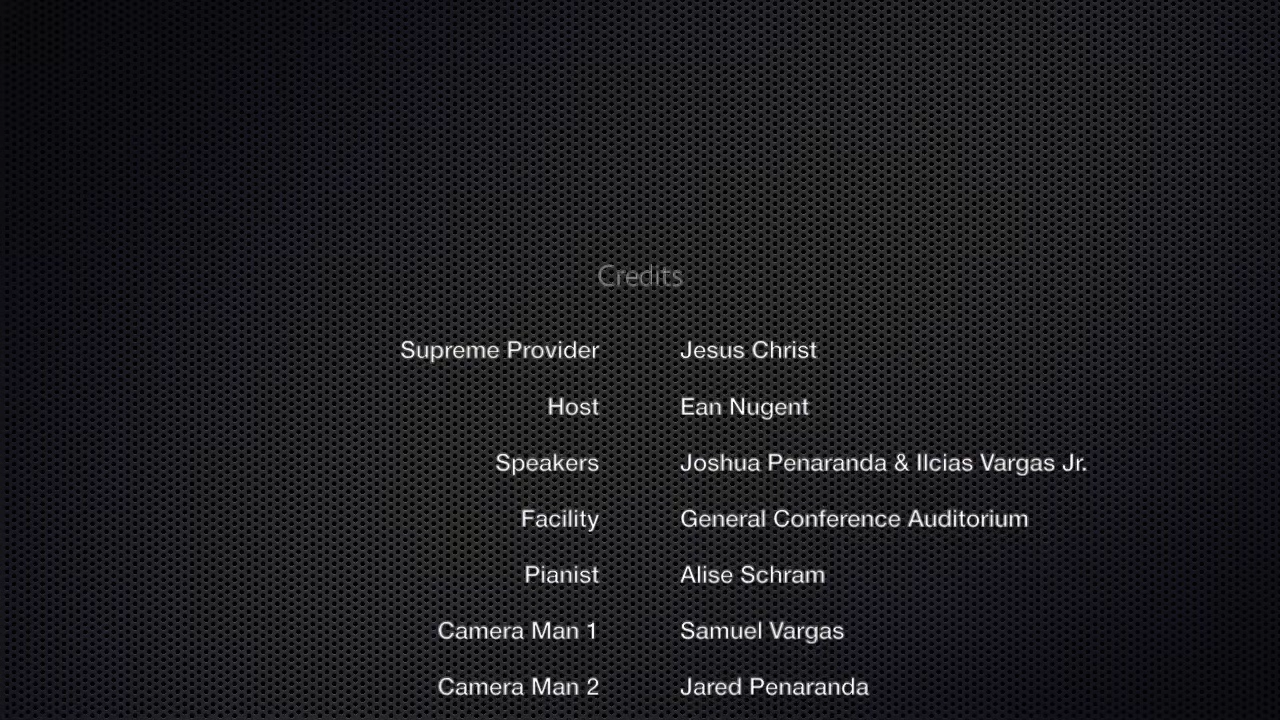 Credits
Supreme Provider Jesus Christ
Host Ean Nugent
Speakers Joshua Penaranda & Ilcias Vargas Jr.
Facility General Conference Auditorium
Pianist Alise Schram
Camera Man 1 Samuel Vargas
Camera Man 2 Jared Penaranda